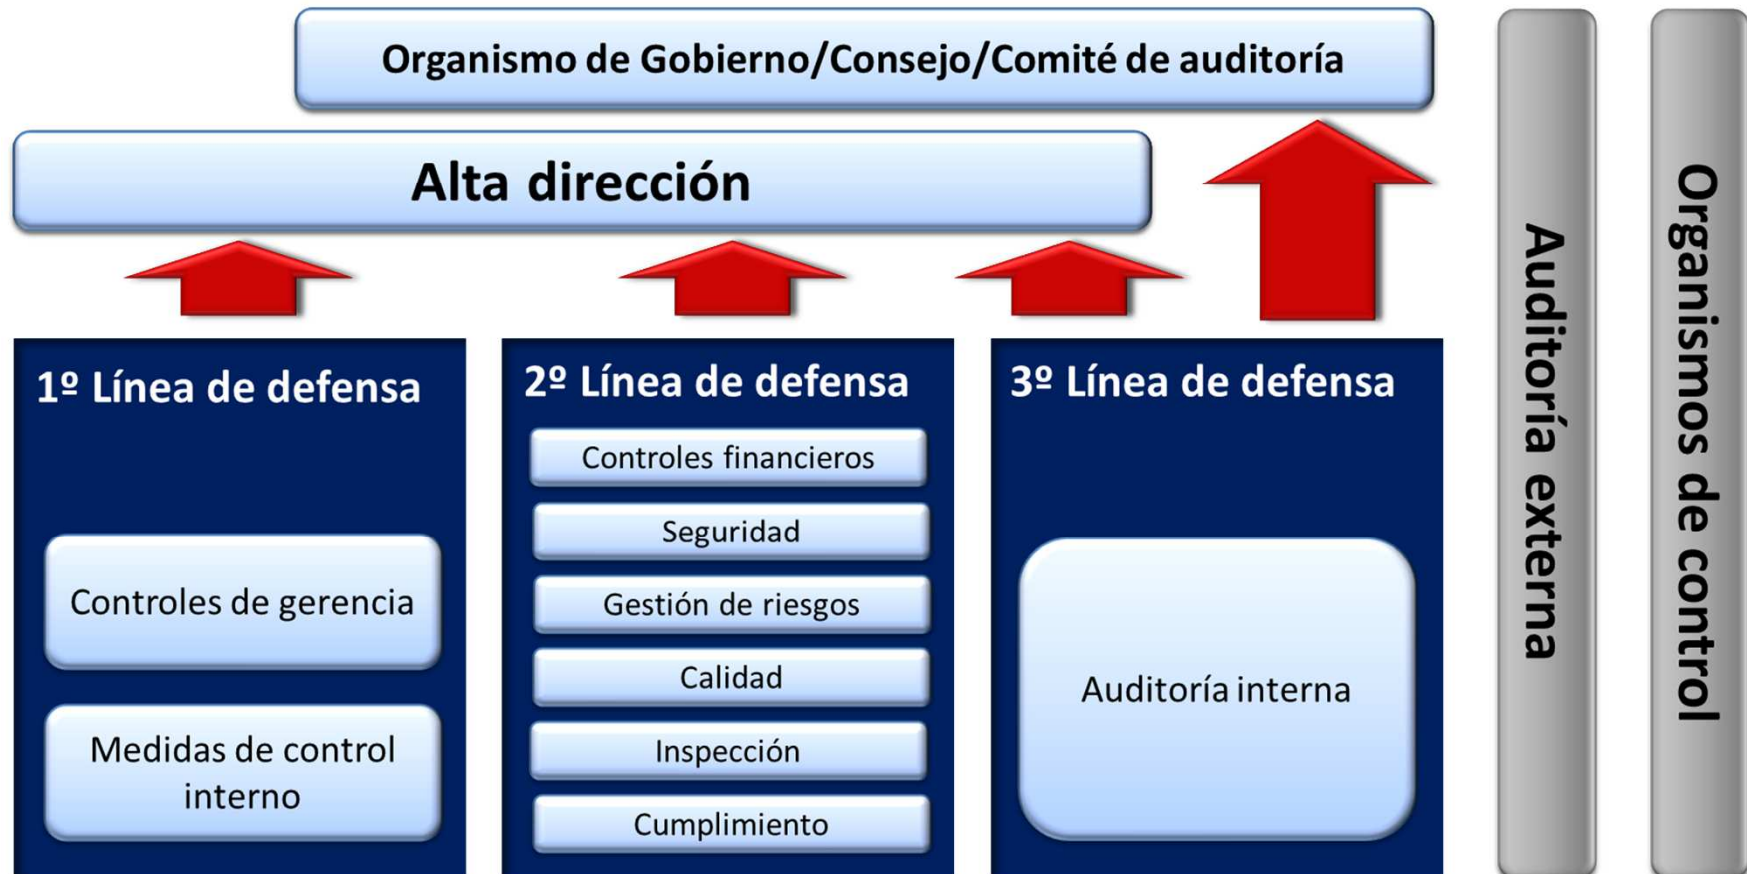 Organismo de Gobierno/Consejo/Comité de auditoría
Alta dirección
1º Línea de defensa
Controles de gerencia
Medidas de control
interno
2º Línea de defensa
Controles financieros
Seguridad
Gestión de riesgos
Calidad
Inspección
Cumplimiento
3º Línea de defensa
Auditoría interna
Auditoría externa
Organismos de control